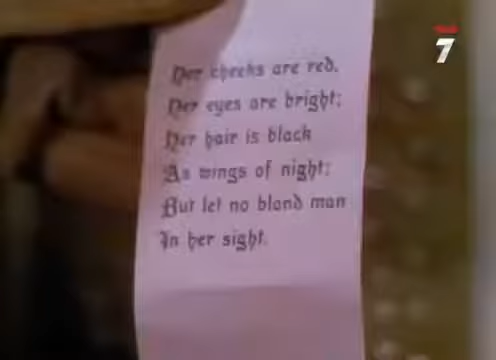 Her cheeks are red,
Her eyes are bright;
Her hair is black
As wings of night;
But let no blond man
In her sight.
7